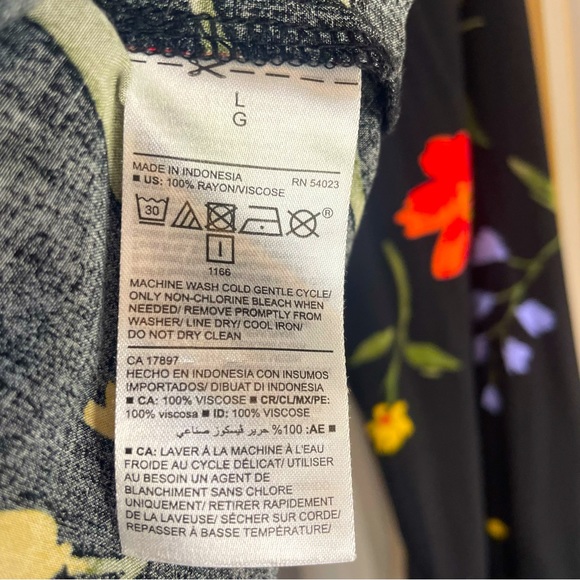 L
G
MADE IN INDONESIA RN 54023
■ US: 100% RAYON/VISCOSE
30 ®
1166
MACHINE WASH COLD GENTLE CYCLE/
ONLY NON-CHLORINE BLEACH WHEN
NEEDED/ REMOVE PROMPTLY FROM
WASHER/ LINE DRY/ COOL IRON/
DO NOT DRY CLEAN
CA 17897
HECHO EN INDONESIA CON INSUMOS
IMPORTADOS/ DIBUAT DI INDONESIA
■ CA: 100% VISCOSE ■ CR/CL/MX/PE:
100% viscosa ■ ID: 100% VISCOSE
■ AE: 100% حرير ڤيسكوز صناعي
■ CA: LAVER À LA MACHINE À L'EAU
FROIDE AU CYCLE DÉLICAT/ UTILISER
AU BESOIN UN AGENT DE
BLANCHIMENT SANS CHLORE
UNIQUEMENT/ RETIRER RAPIDEMENT
DE LA LAVEUSE/ SÉCHER SUR CORDE/
REPASSER À BASSE TEMPÉRATURE/